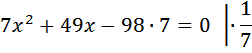 7x² + 49x − 98 · 7 = 0 | · 1/7